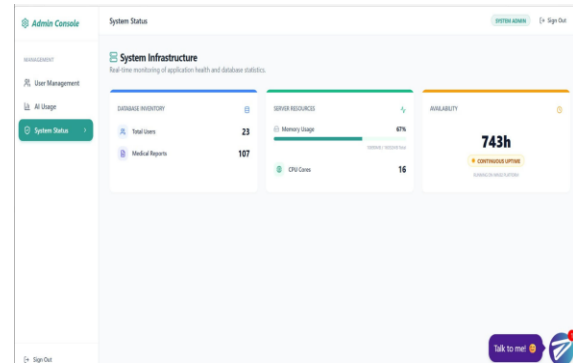 Admin Console
System Status
SYSTEM ADMIN
Sign Out
MANAGEMENT
User Management
AI Usage
System Status
System Infrastructure
Real-time monitoring of application health and database statistics.
DATABASE INVENTORY
Total Users 23
Medical Reports 107
SERVER RESOURCES
Memory Usage 67%
CPU Cores 16
AVAILABILITY
743h
CONTINUOUS UPTIME
Sign Out
Talk to me!